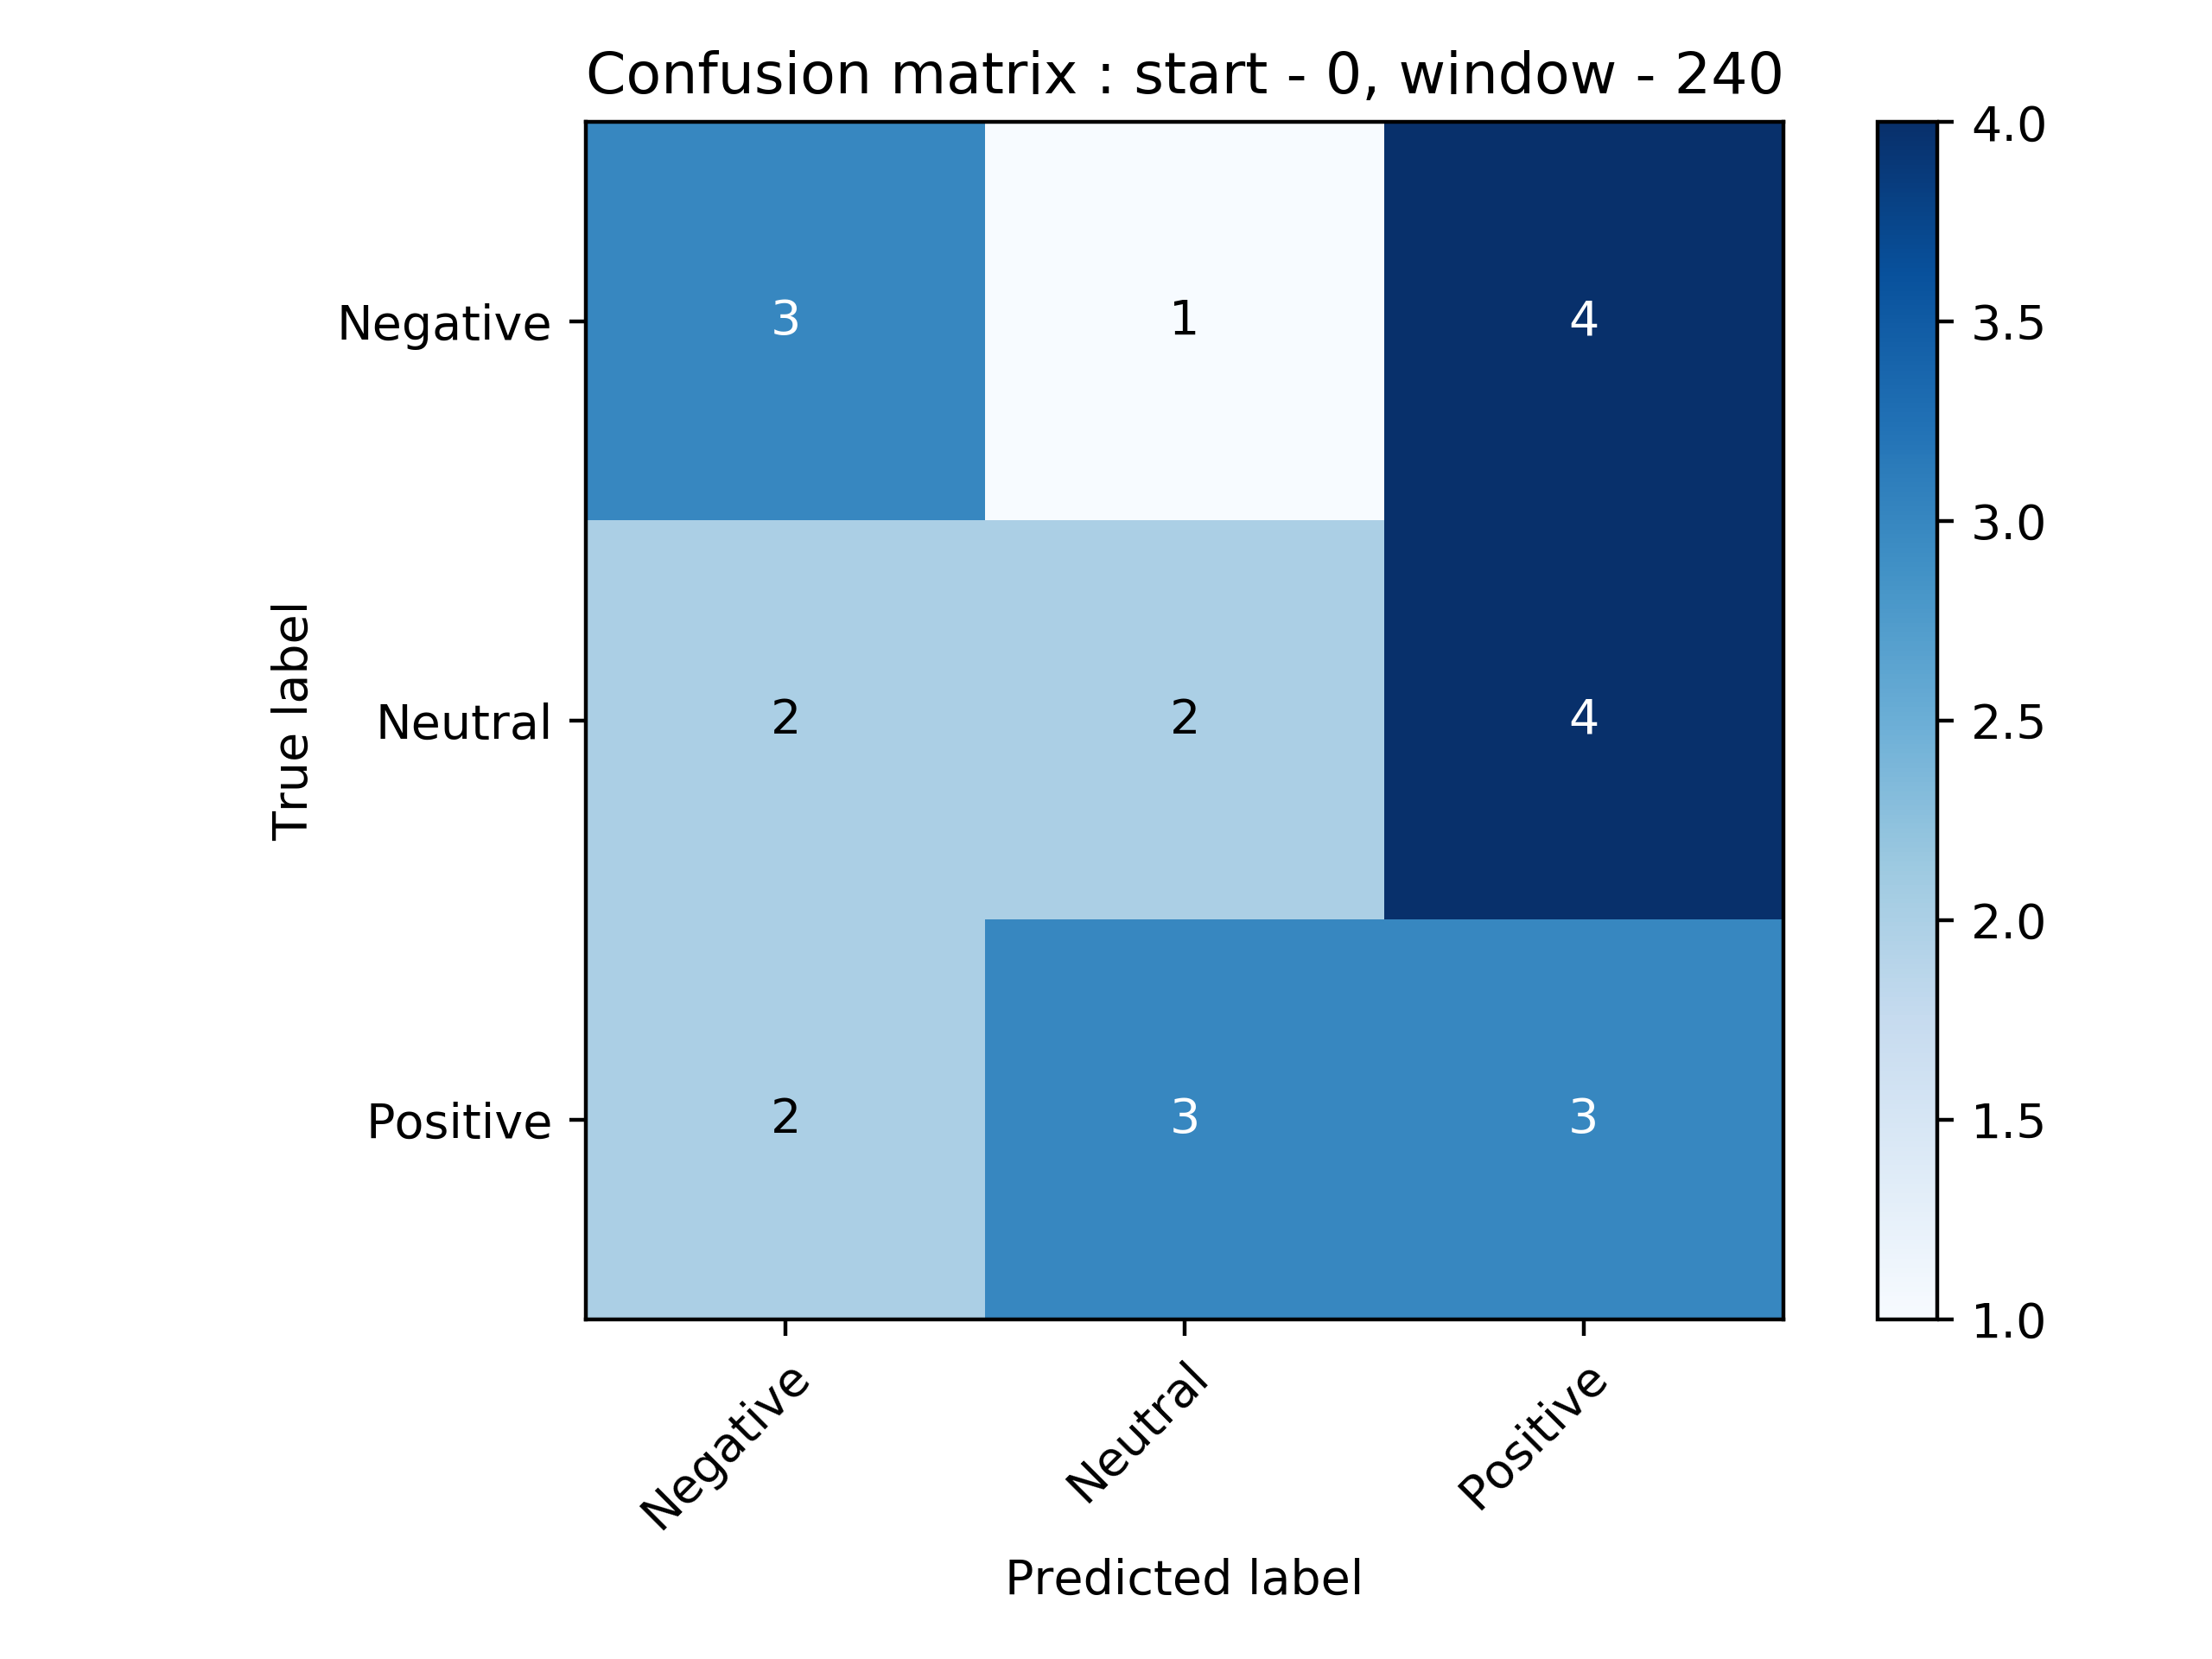 Confusion matrix : start - 0, window - 240
Negative 3 1 4
Neutral 2 2 4
Positive 2 3 3
True label
Negative Neutral Positive
Predicted label
4.0
3.5
3.0
2.5
2.0
1.5
1.0